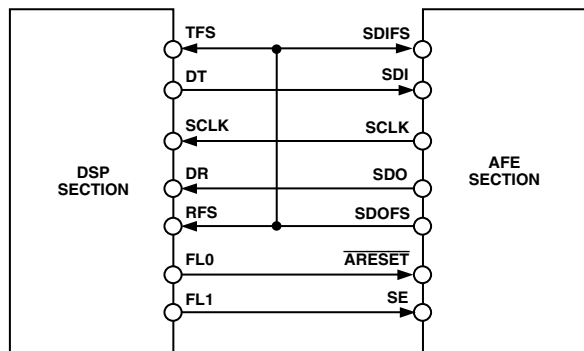 TFS SDIFS
DT SDI
SCLK SCLK
DSP
SECTION
AFE
SECTION
DR SDO
RFS SDOFS
FL0 ARESET
FL1 SE